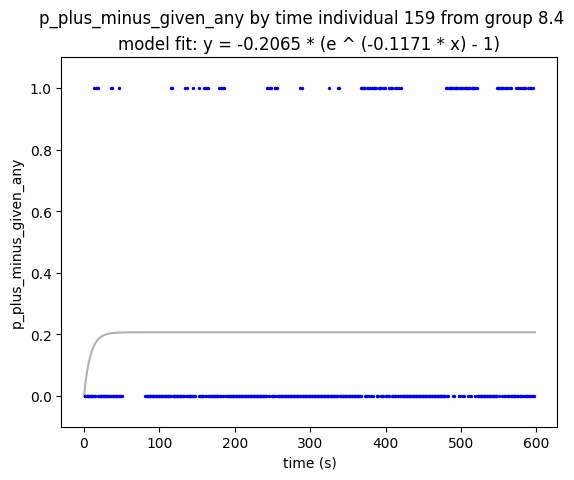 p_plus_minus_given_any by time individual 159 from group 8.4
model fit: y = -0.2065 * (e ^ (-0.1171 * x) - 1)
1.0
0.8
0.6
0.4
0.2
0.0
p_plus_minus_given_any
0 100 200 300 400 500 600
time (s)